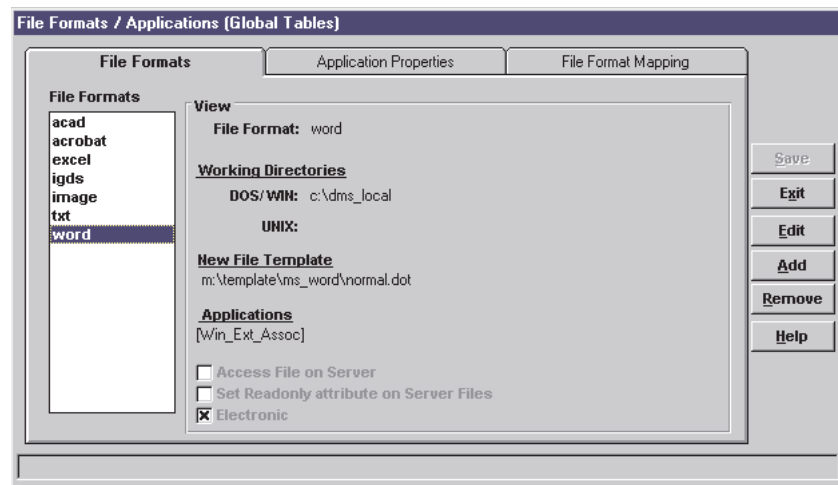 File Formats / Applications (Global Tables)
File Formats
Application Properties
File Format Mapping
File Formats
acad
acrobat
excel
igds
image
txt
word
View
File Format: word
Working Directories
DOS/WIN: c:\dms_local
UNIX:
New File Template
m:\template\ms_word\normal.dot
Applications
[Win_Ext_Assoc]
Access File on Server
Set Readonly attribute on Server Files
Electronic
Save
Exit
Edit
Add
Remove
Help